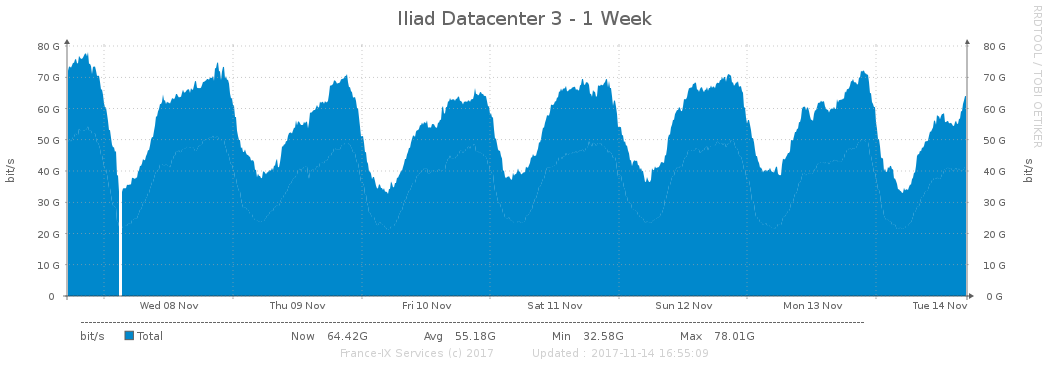 Iliad Datacenter 3 - 1 Week
RRDTOOL / TOBI OETIKER
bit/s
bit/s
80 G
80 G
70 G
70 G
60 G
60 G
50 G
50 G
40 G
40 G
30 G
30 G
20 G
20 G
10 G
10 G
0
0 G
Wed 08 Nov
Thu 09 Nov
Fri 10 Nov
Sat 11 Nov
Sun 12 Nov
Mon 13 Nov
Tue 14 Nov
bit/s Total Now 64.42G Avg 55.18G Min 32.58G Max 78.01G
France-IX Services (c) 2017 Updated : 2017-11-14 16:55:09